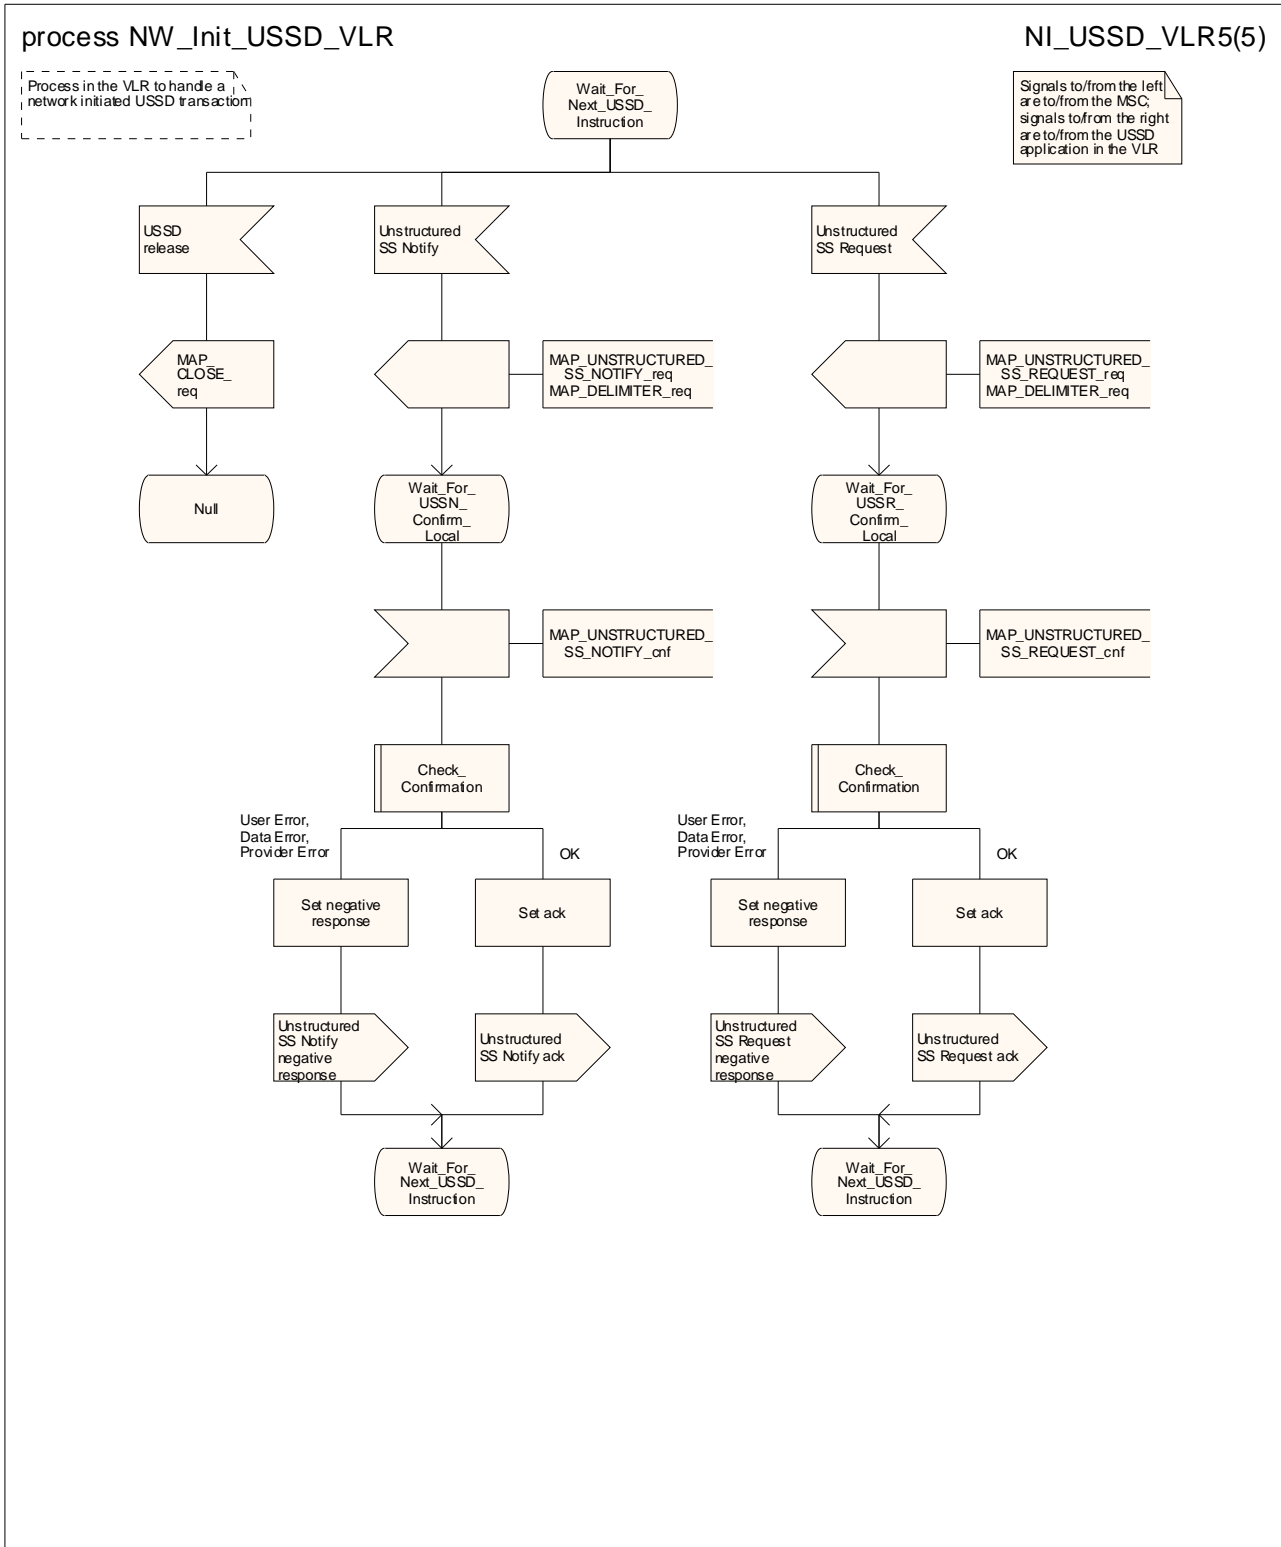 process NW_Init_USSD_VLR
NI_USSD_VLR5(5)
Process in the VLR to handle a
network initiated USSD transaction
Wait_For_
Next_USSD_
Instruction
Signals to/from the left
are to/from the MSC;
signals to/from the right
are to/from the USSD
application in the VLR
USSD
release
Unstructured
SS Notify
Unstructured
SS Request
MAP_
CLOSE_
req
MAP_UNSTRUCTURED_
SS_NOTIFY_req
MAP_DELIMITER_req
MAP_UNSTRUCTURED_
SS_REQUEST_req
MAP_DELIMITER_req
Null
Wait_For_
USSN_
Confirm_
Local
Wait_For_
USSR_
Confirm_
Local
MAP_UNSTRUCTURED_
SS_NOTIFY_cnf
MAP_UNSTRUCTURED_
SS_REQUEST_cnf
Check_
Confirmation
Check_
Confirmation
User Error,
Data Error,
Provider Error
OK
User Error,
Data Error,
Provider Error
OK
Set negative
response
Set ack
Set negative
response
Set ack
Unstructured
SS Notify
negative
response
Unstructured
SS Notify ack
Unstructured
SS Request
negative
response
Unstructured
SS Request ack
Wait_For_
Next_USSD_
Instruction
Wait_For_
Next_USSD_
Instruction